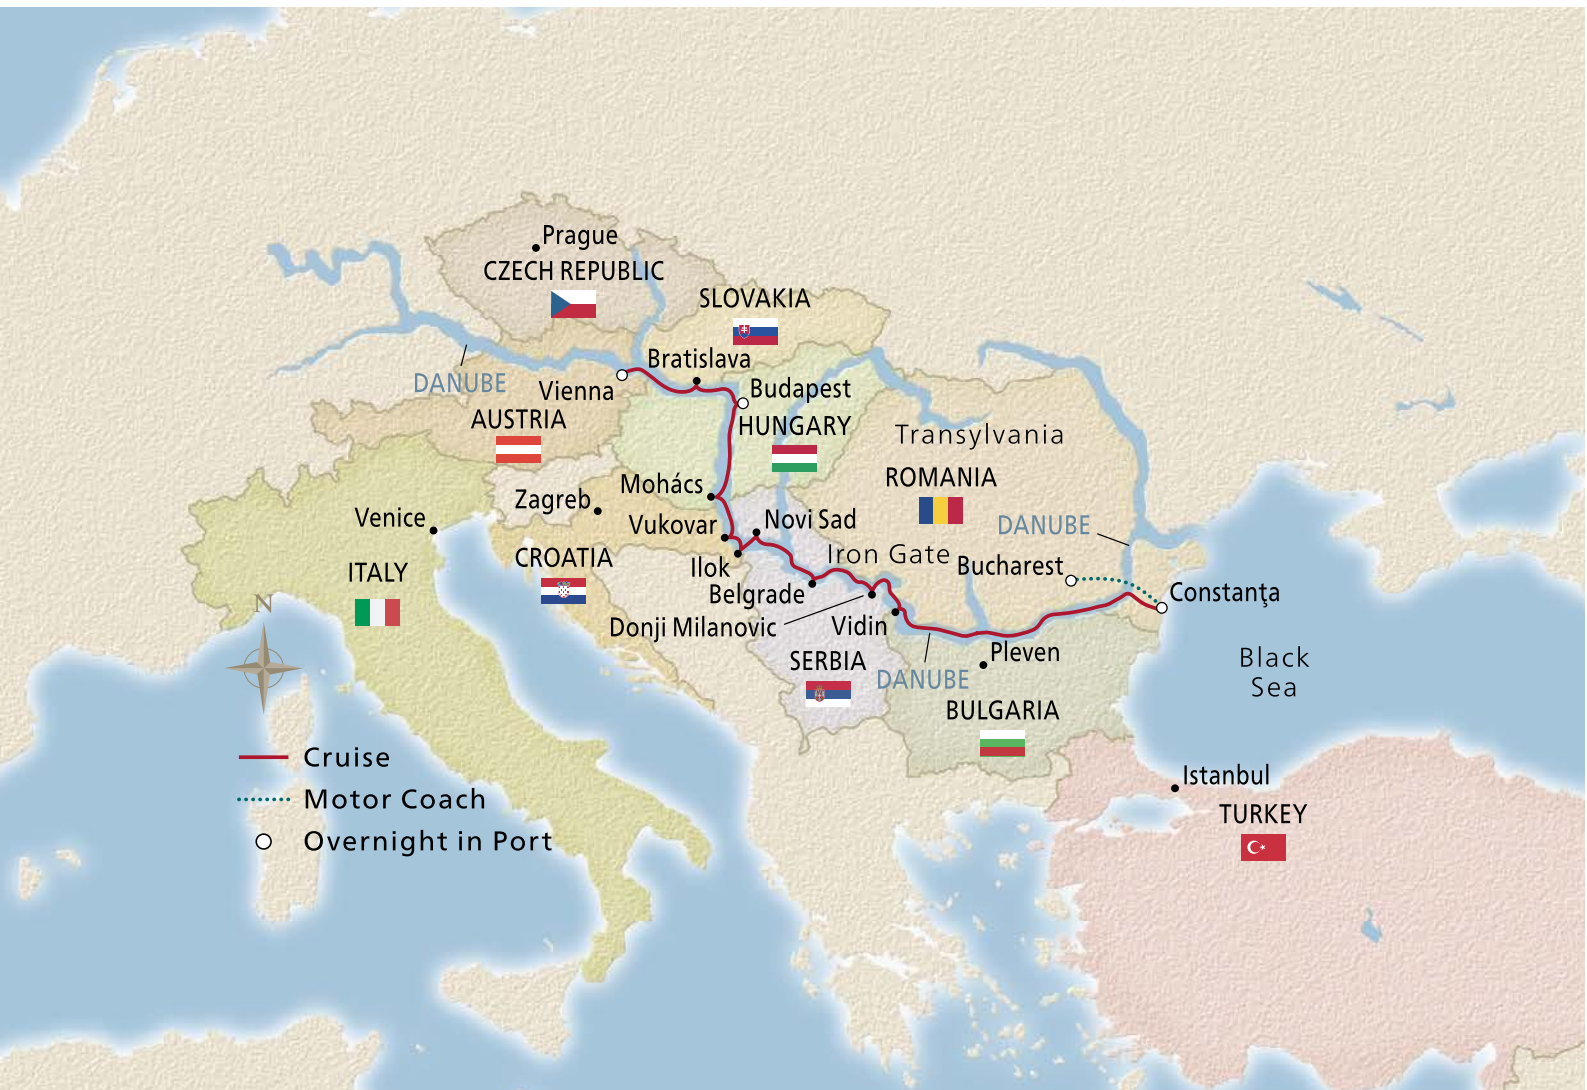 Prague
CZECH REPUBLIC
SLOVAKIA
Bratislava
DANUBE
Vienna
Budapest
AUSTRIA
HUNGARY
Transylvania
ROMANIA
Mohács
Zagreb
Venice
Vukovar
Novi Sad
DANUBE
CROATIA
Ilok
Iron Gate
Bucharest
ITALY
Belgrade
Constanţa
N
Donji Milanovic
Vidin
Pleven
SERBIA
DANUBE
Black
Sea
BULGARIA
Cruise
Istanbul
Motor Coach
TURKEY
Overnight in Port